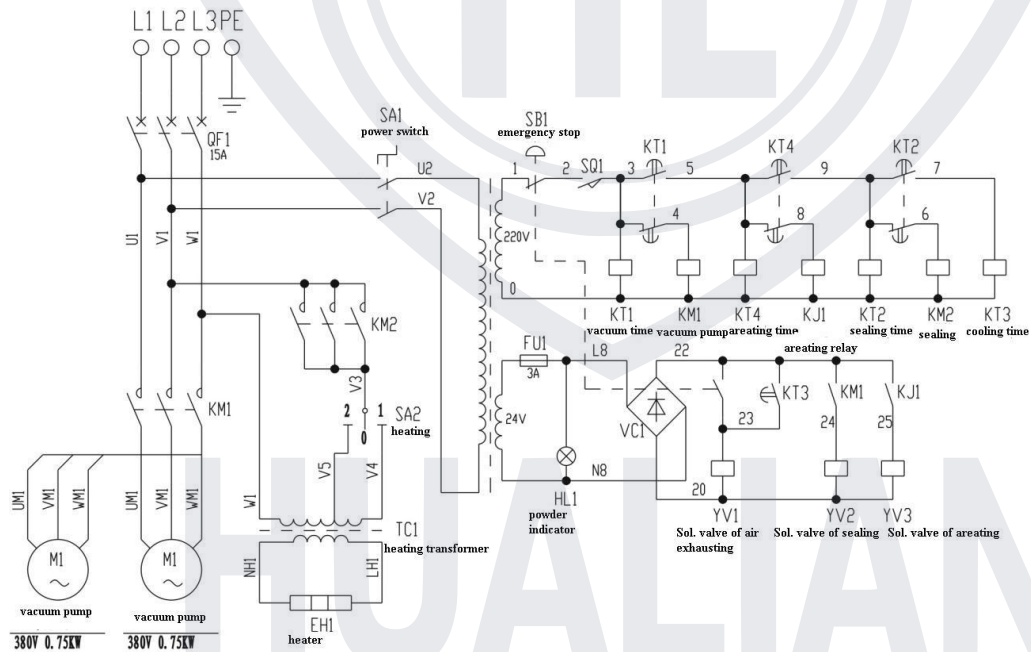 L1 L2 L3 PE
QF1
15A
SA1
power switch
U2
V2
SB1
emergency stop
1
2
SQ1
3
KT1
5
KT4
9
KT2
7
4
8
6
220V
0
KT1
vacuum time
KM1
vacuum pump
KT4
areating time
KJ1
areating relay
KT2
sealing time
KM2
sealing
KT3
cooling time
U1
V1
W1
KM2
V3
2
0
1
SA2
heating
V5
V4
KM1
W1
TC1
heating transformer
NH1
LH1
EH1
heater
FU1
3A
24V
L8
N8
HL1
powder
indicator
VC1
22
23
KT3
KM1
24
KJ1
25
20
YV1
Sol. valve of air
exhausting
YV2
Sol. valve of sealing
YV3
Sol. valve of areating
UM1
VM1
WM1
UM1
VM1
WM1
M1
~
vacuum pump
380V 0.75KW
M1
~
vacuum pump
380V 0.75KW
HL
HUALIAN